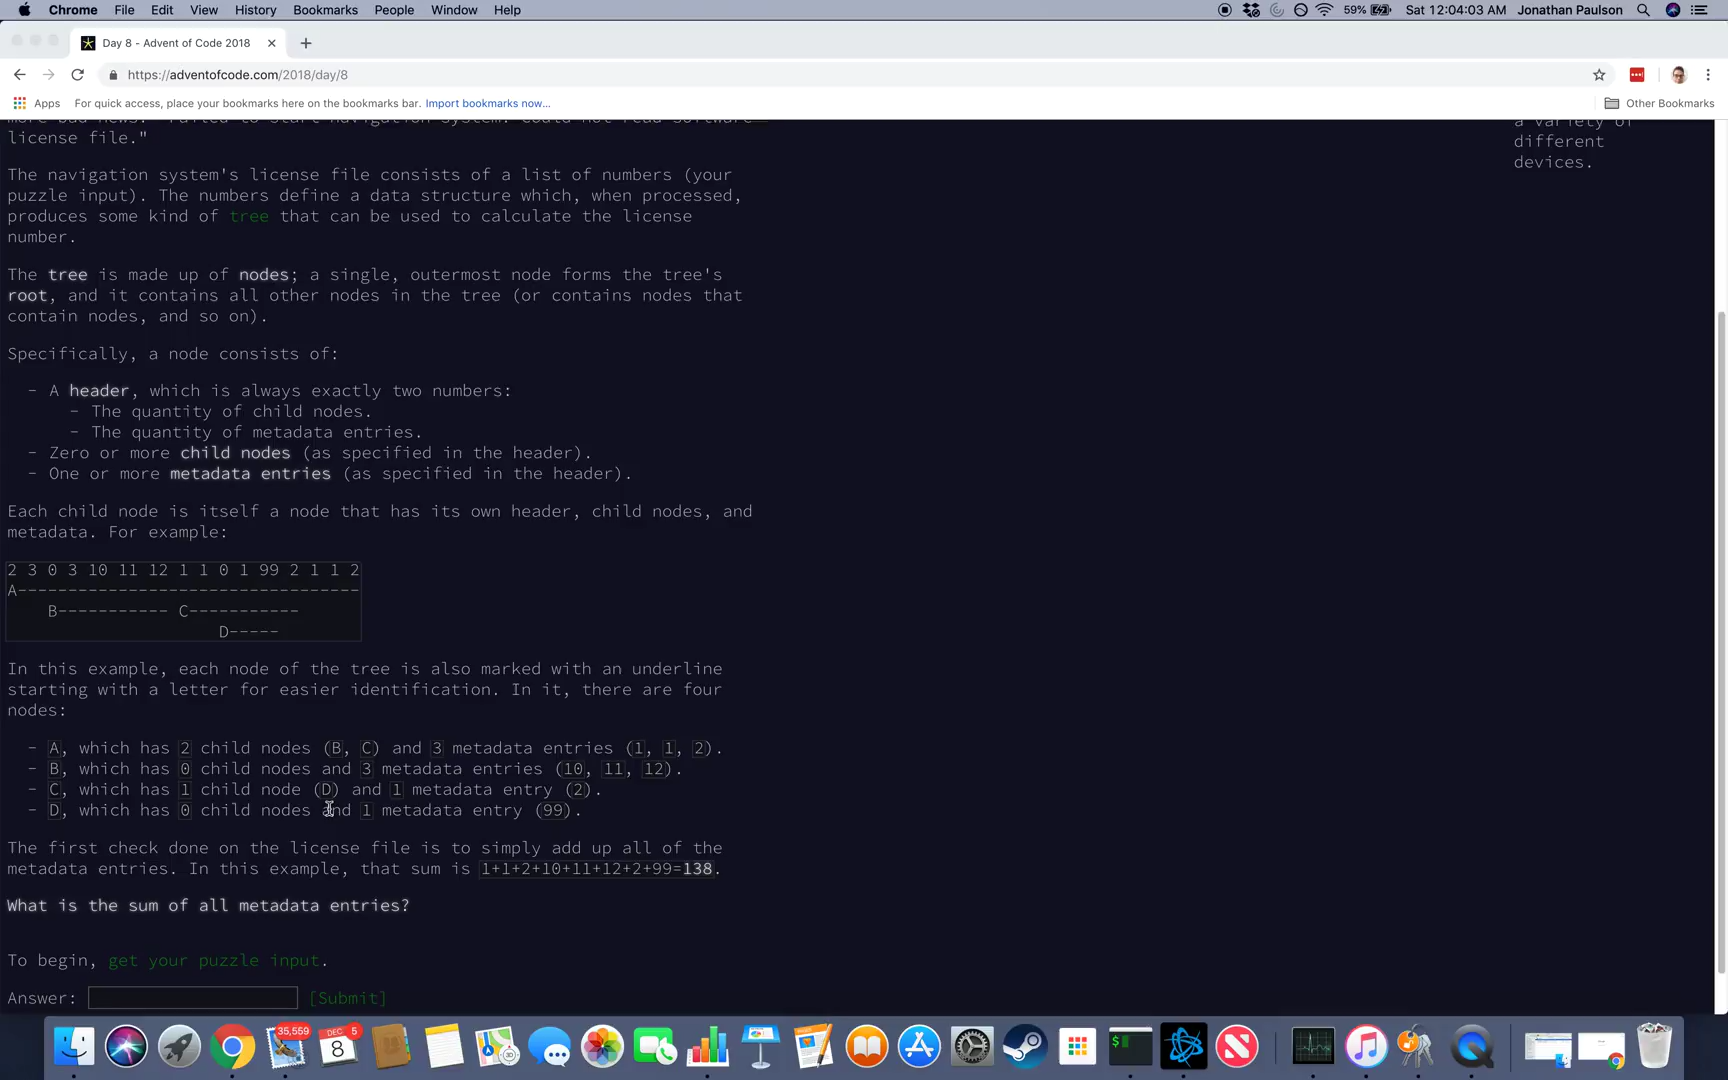 Chrome File Edit View History Bookmarks People Window Help 59% Sat 12:04:03 AM Jonathan Paulson
Day 8 - Advent of Code 2018
https://adventofcode.com/2018/day/8
Apps For quick access, place your bookmarks here on the bookmarks bar. Import bookmarks now... Other Bookmarks
more bad news: "Failed to start navigation system. Could not read software
license file."
a variety of
different
devices.
The navigation system's license file consists of a list of numbers (your
puzzle input). The numbers define a data structure which, when processed,
produces some kind of tree that can be used to calculate the license
number.
The tree is made up of nodes; a single, outermost node forms the tree's
root, and it contains all other nodes in the tree (or contains nodes that
contain nodes, and so on).
Specifically, a node consists of:
- A header, which is always exactly two numbers:
- The quantity of child nodes.
- The quantity of metadata entries.
- Zero or more child nodes (as specified in the header).
- One or more metadata entries (as specified in the header).
Each child node is itself a node that has its own header, child nodes, and
metadata. For example:
2 3 0 3 10 11 12 1 1 0 1 99 2 1 1 2
A----------------------------------
B----------- C-----------
D-----
In this example, each node of the tree is also marked with an underline
starting with a letter for easier identification. In it, there are four
nodes:
- A, which has 2 child nodes (B, C) and 3 metadata entries (1, 1, 2).
- B, which has 0 child nodes and 3 metadata entries (10, 11, 12).
- C, which has 1 child node (D) and 1 metadata entry (2).
- D, which has 0 child nodes and 1 metadata entry (99).
The first check done on the license file is to simply add up all of the
metadata entries. In this example, that sum is 1+1+2+10+11+12+2+99=138.
What is the sum of all metadata entries?
To begin, get your puzzle input.
Answer: [Submit]
35,559
DEC
8
5
$